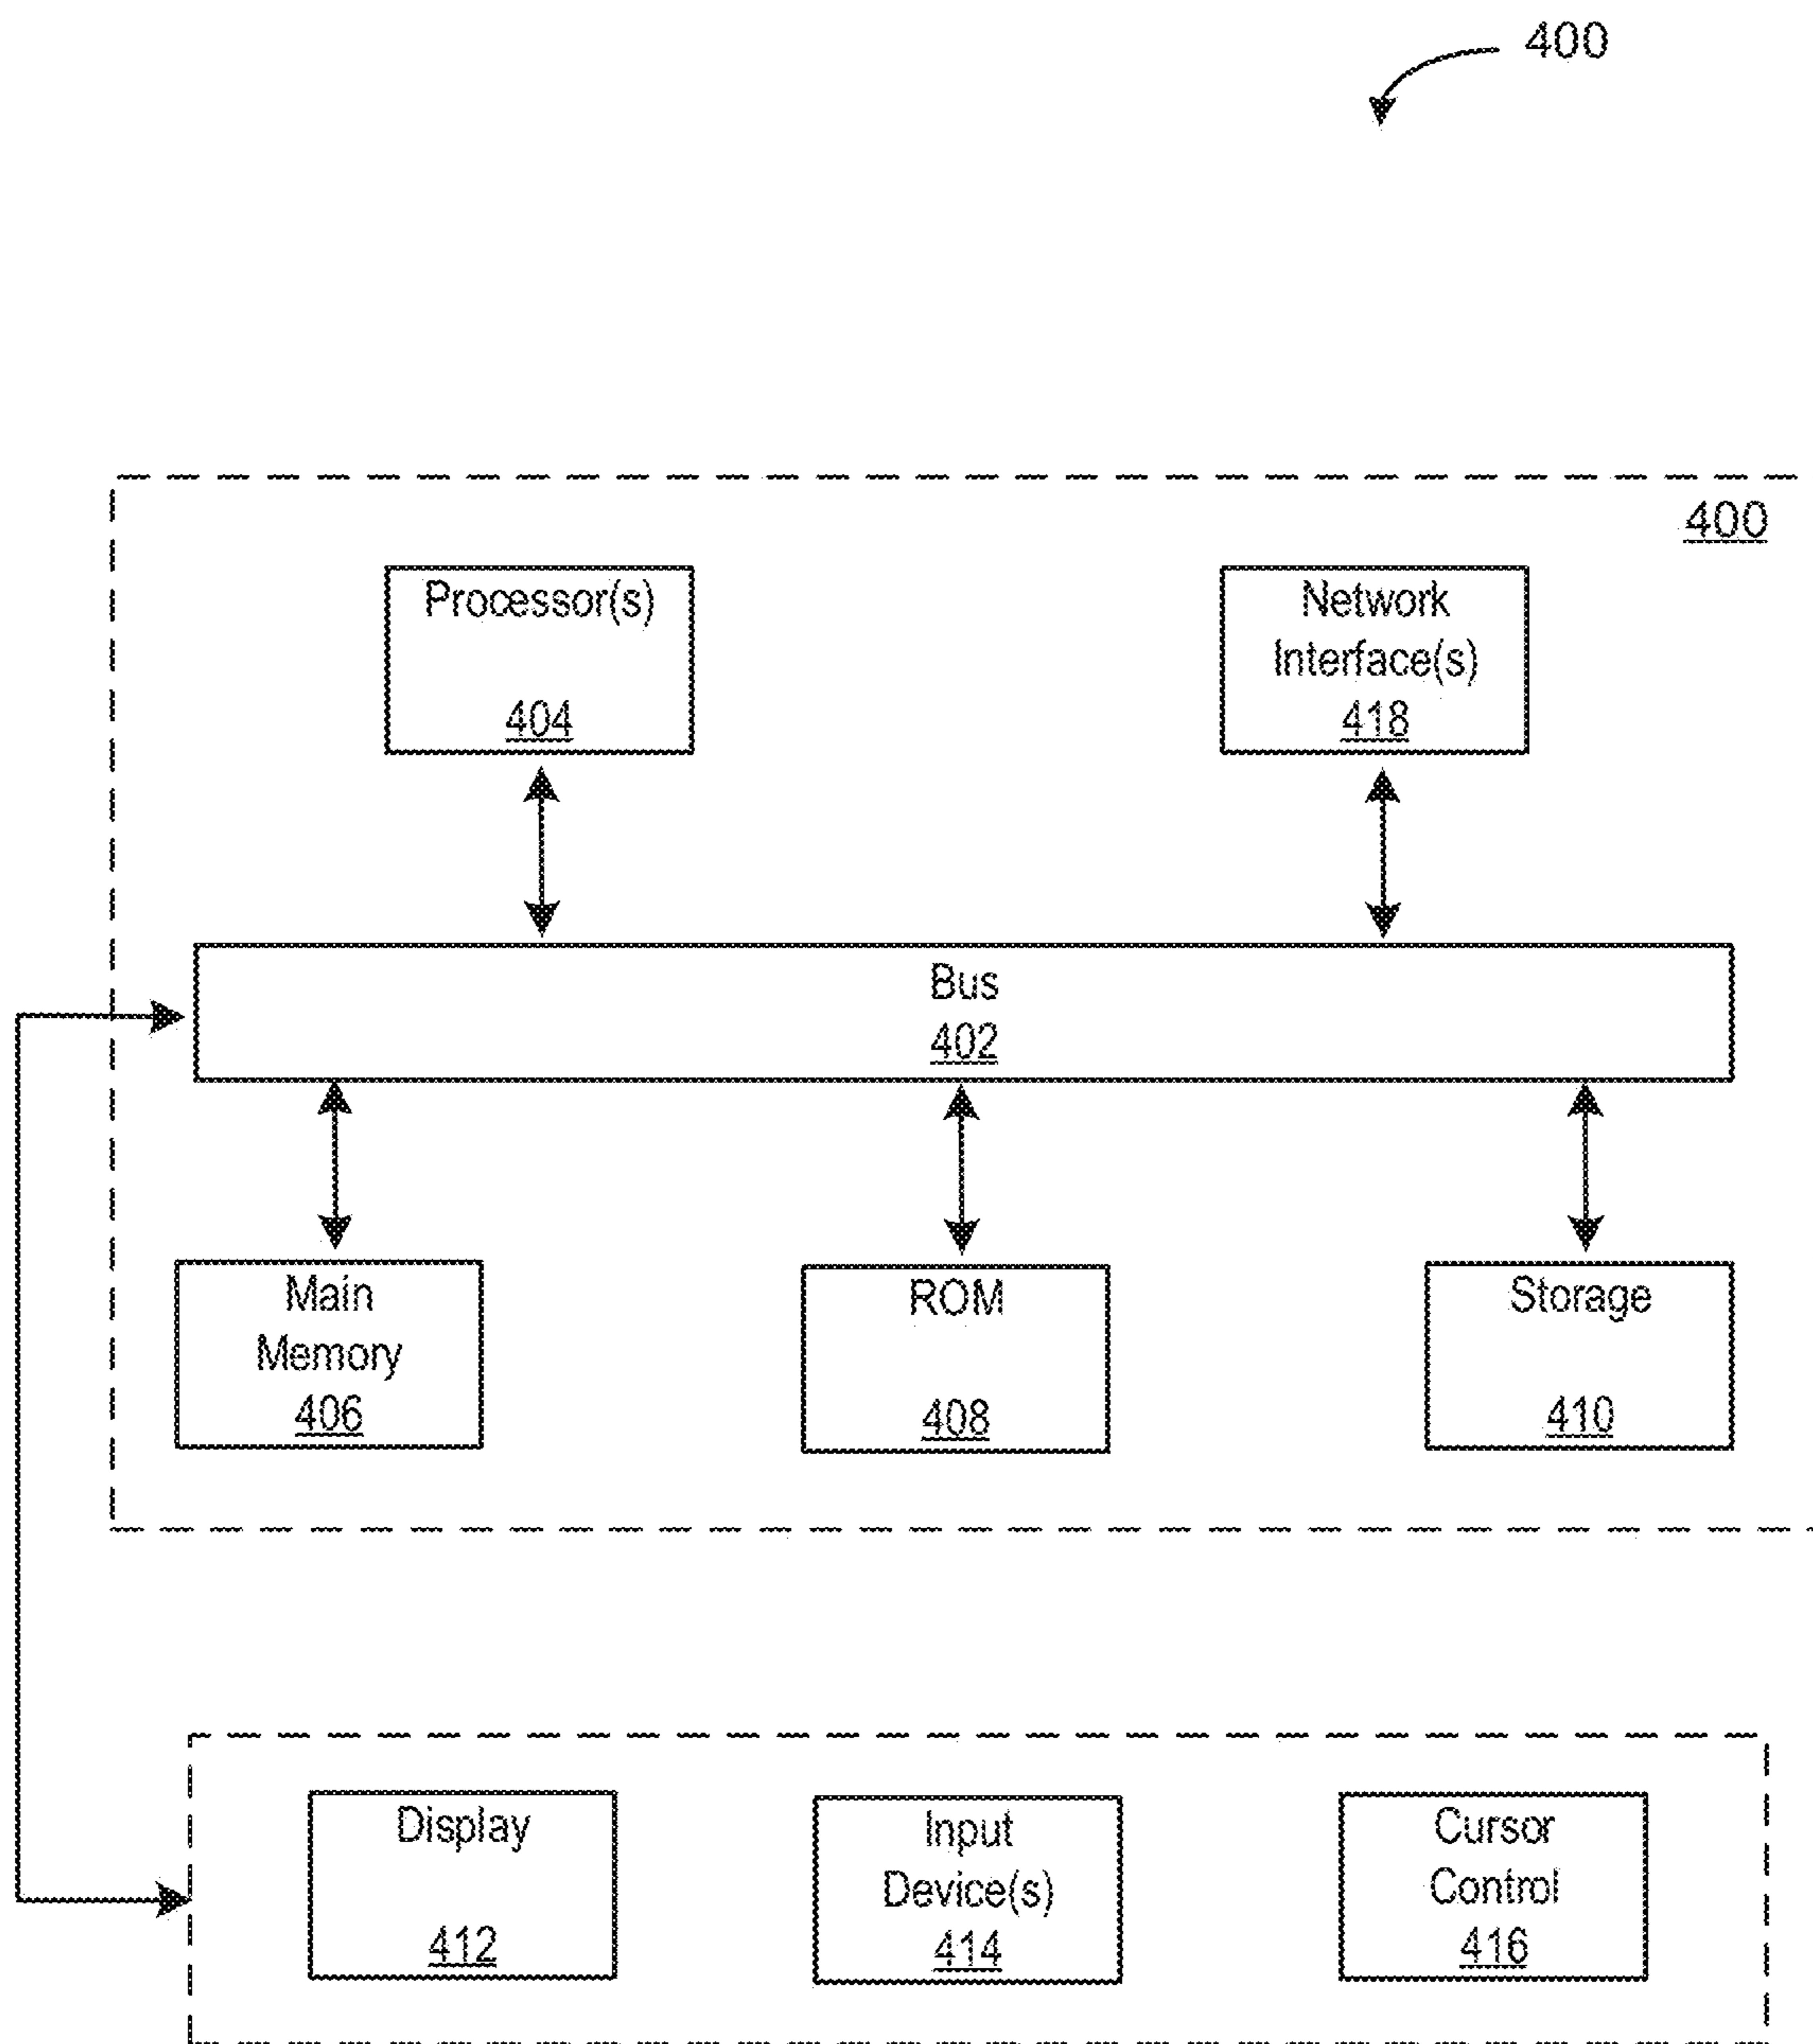 400
400
Processor(s)
404
Network
Interface(s)
418
Bus
402
Main
Memory
406
ROM
408
Storage
410
Display
412
Input
Device(s)
414
Cursor
Control
416